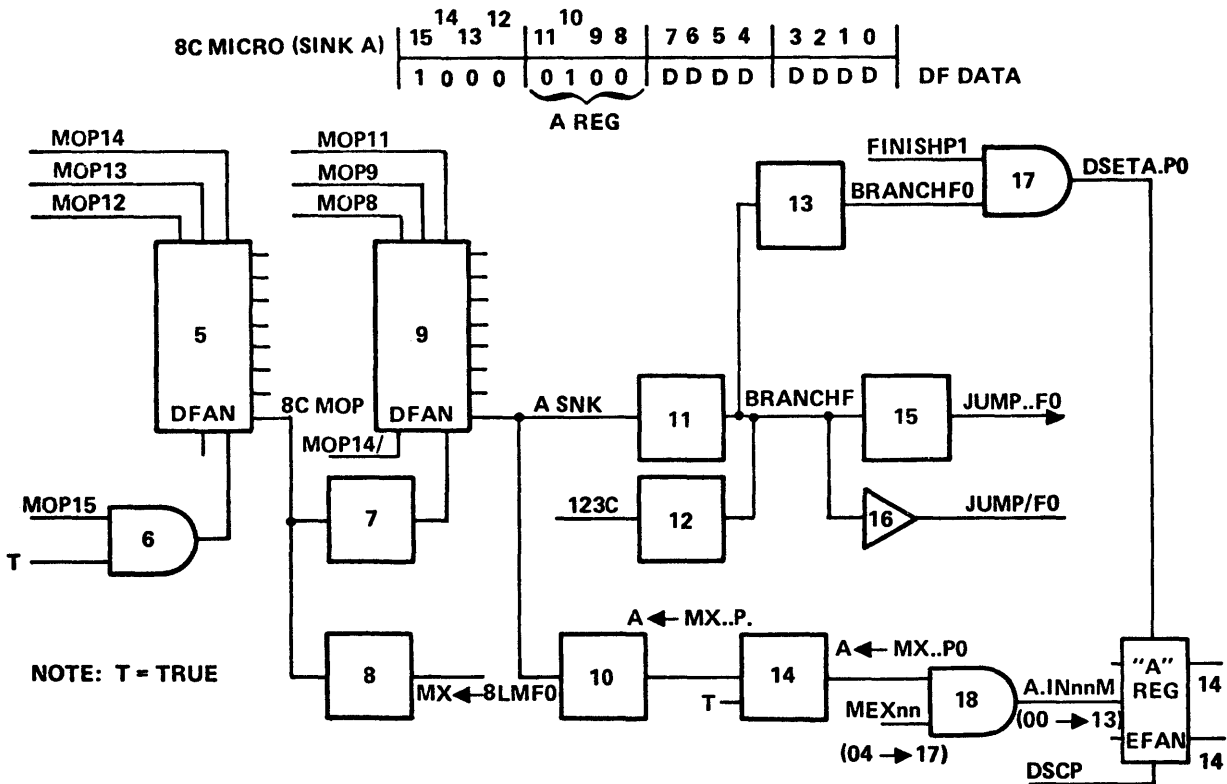 8C MICRO (SINK A) 15 14 13 12 11 10 9 8 7 6 5 4 3 2 1 0
1 0 0 0 0 1 0 0 D D D D D D D D DF DATA
A REG
MOP14
MOP13
MOP12
MOP11
MOP9
MOP8
FINISHP1
BRANCHF0
DSETA.P0
17
13
5
DFAN
9
DFAN
8C MOP
MOP14/
A SNK
11
BRANCHF
15
JUMP..F0
MOP15
T
6
7
123C
12
16
JUMP/F0
NOTE: T = TRUE
8
MX←8LMF0
10
A ← MX..P.
14
T
A ← MX..P0
MEXnn
(04 → 17)
18
A.INnnM
(00 → 13)
"A"
REG
EFAN
14
14
DSCP